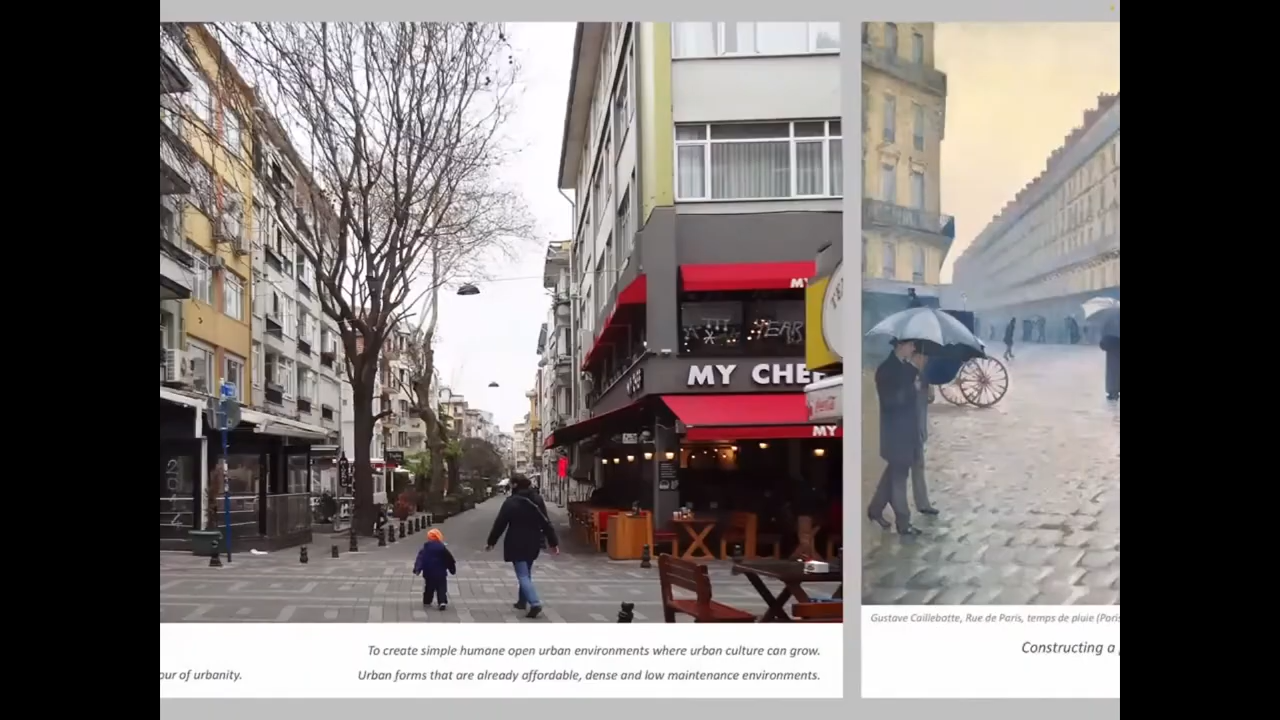 MY
MY CHEF
MY
To create simple humane open urban environments where urban culture can grow.
our of urbanity.
Urban forms that are already affordable, dense and low maintenance environments.
Gustave Caillebotte, Rue de Paris, temps de pluie (Paris
Constructing a